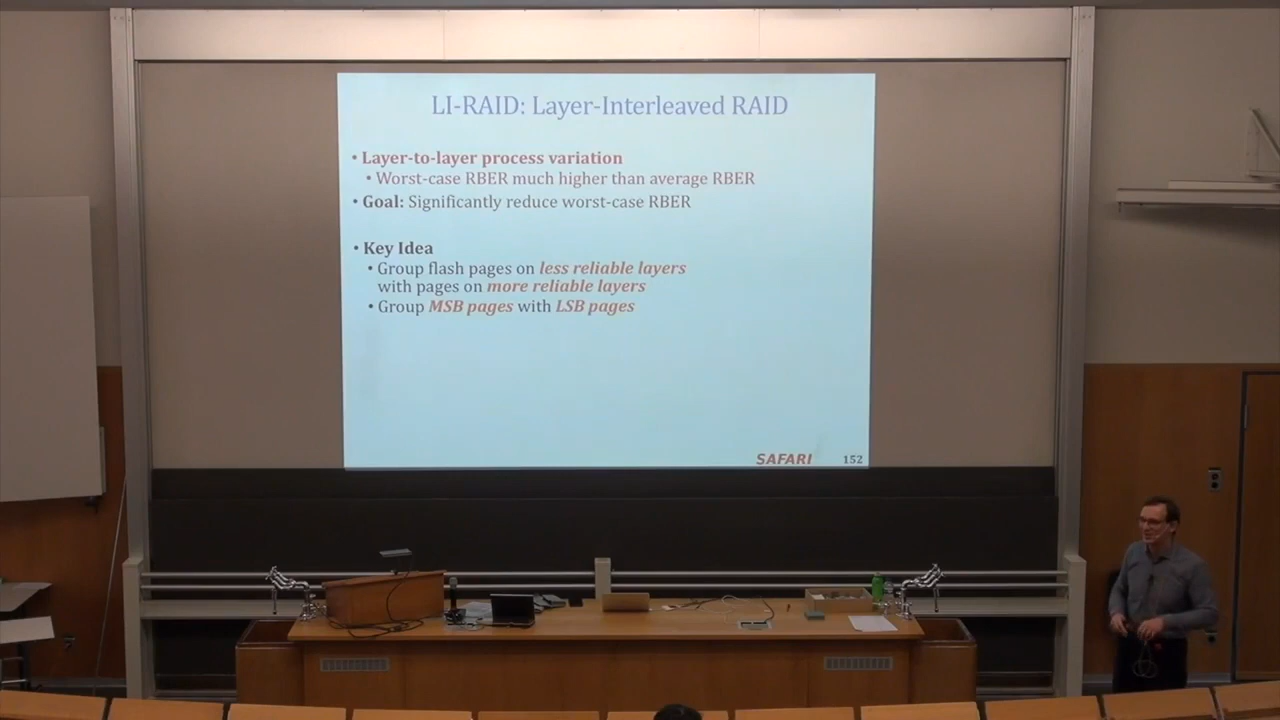 LI-RAID: Layer-Interleaved RAID
• Layer-to-layer process variation
• Worst-case RBER much higher than average RBER
• Goal: Significantly reduce worst-case RBER
• Key Idea
• Group flash pages on less reliable layers
with pages on more reliable layers
• Group MSB pages with LSB pages
SAFARI 152